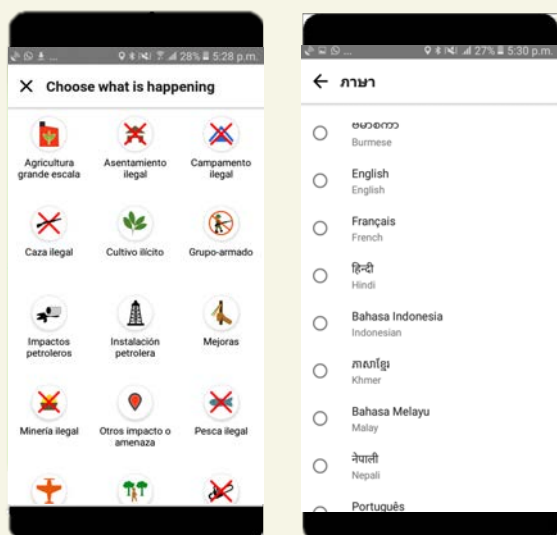 28% 5:28 p.m.
Choose what is happening
Agricultura
grande escala
Asentamiento
ilegal
Campamento
ilegal
Caza ilegal
Cultivo ilícito
Grupo-armado
Impactos
petroleros
Instalación
petrolera
Mejoras
Minería ilegal
Otros impacto o
amenaza
Pesca ilegal
27% 5:30 p.m.
ภาษา
Burmese
English
English
Français
French
हिन्दी
Hindi
Bahasa Indonesia
Indonesian
ភាសាខ្មែរ
Khmer
Bahasa Melayu
Malay
नेपाली
Nepali
Português